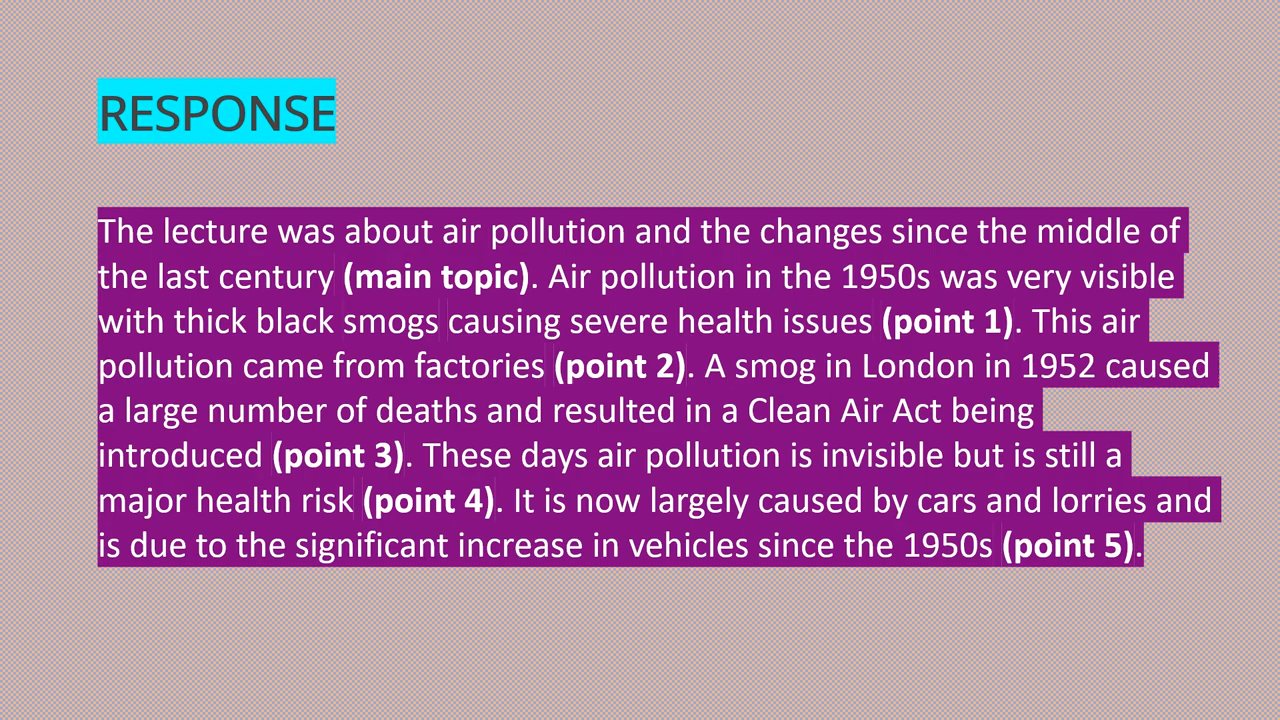 RESPONSE
The lecture was about air pollution and the changes since the middle of
the last century (main topic). Air pollution in the 1950s was very visible
with thick black smogs causing severe health issues (point 1). This air
pollution came from factories (point 2). A smog in London in 1952 caused
a large number of deaths and resulted in a Clean Air Act being
introduced (point 3). These days air pollution is invisible but is still a
major health risk (point 4). It is now largely caused by cars and lorries and
is due to the significant increase in vehicles since the 1950s (point 5).